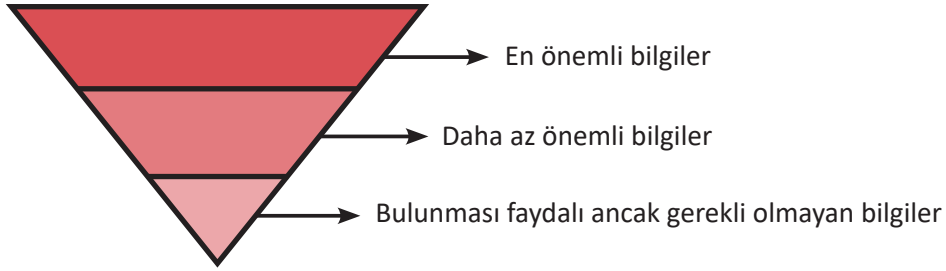 En önemli bilgiler
Daha az önemli bilgiler
Bulunması faydalı ancak gerekli olmayan bilgiler